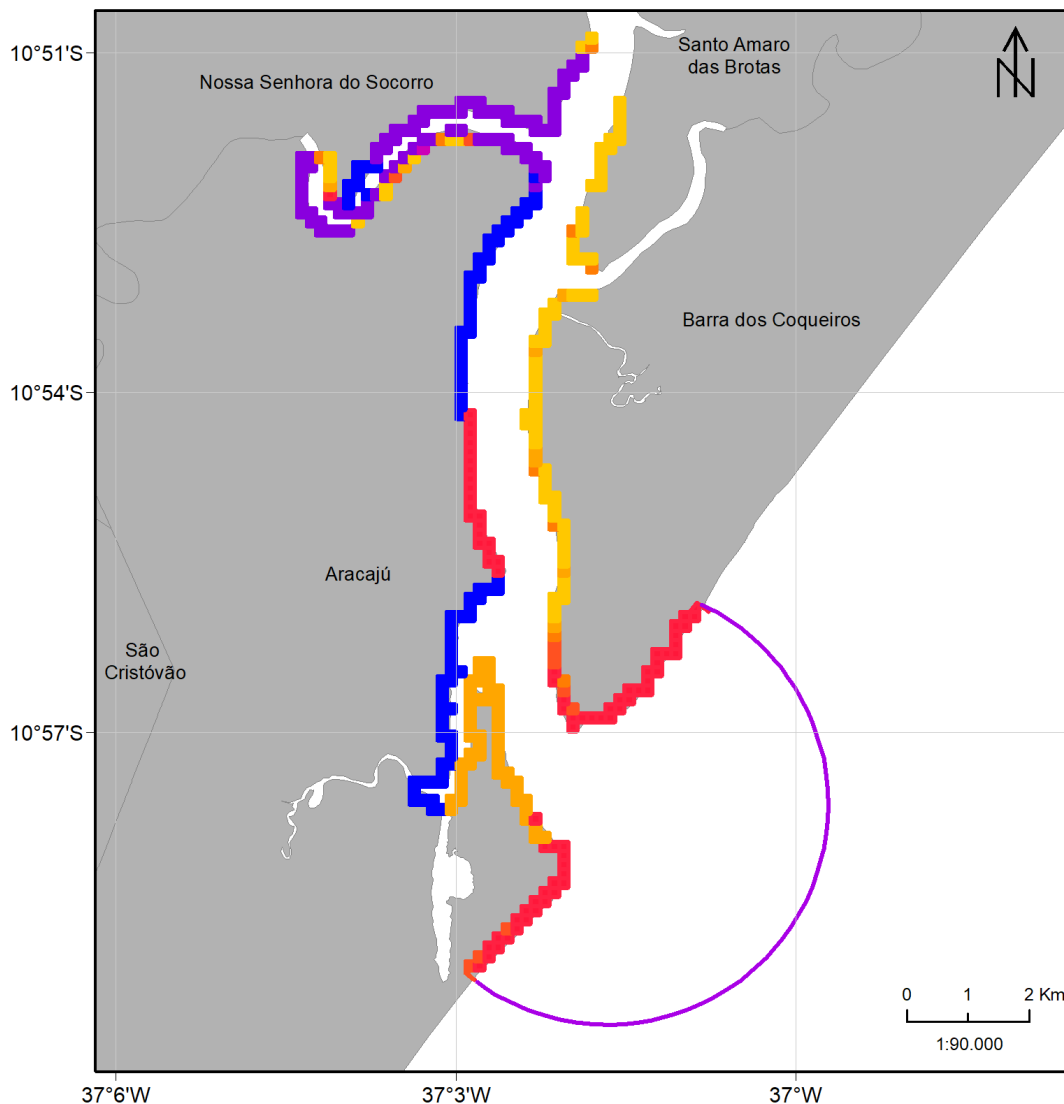 10°51'S
Santo Amaro
das Brotas
Nossa Senhora do Socorro
N
Barra dos Coqueiros
10°54'S
Aracajú
São
Cristóvão
10°57'S
0 1 2 Km
1:90.000
37°6'W 37°3'W 37°W